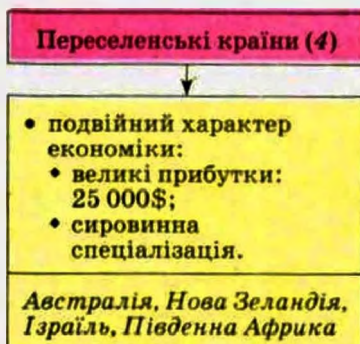 Переселенські країни (4)
• подвійний характер
економіки:
• великі прибутки:
25 000$;
• сировинна
спеціалізація.
Австралія, Нова Зеландія,
Ізраїль, Південна Африка